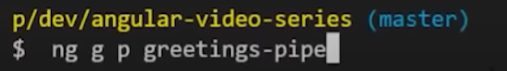 p/dev/angular-video-series (master)
$ ng g p greetings-pipe